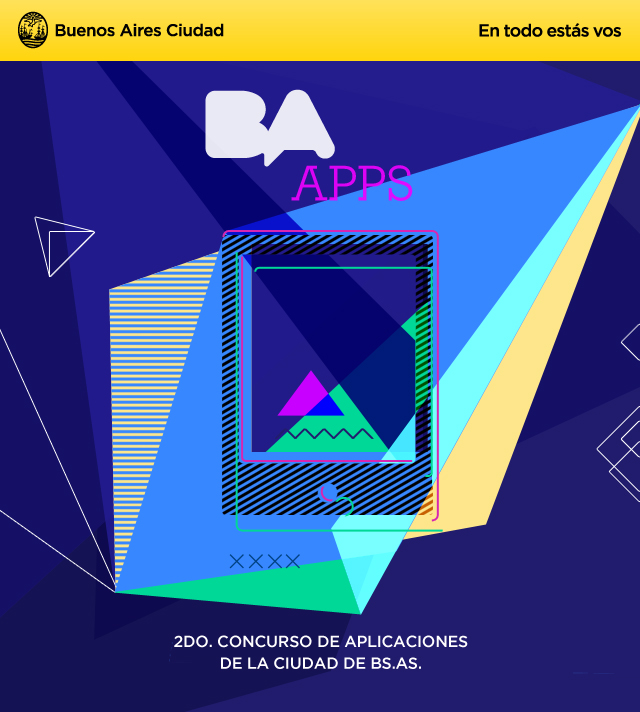 Buenos Aires Ciudad
En todo estás vos
BA
APPS
2DO. CONCURSO DE APLICACIONES
DE LA CIUDAD DE BS.AS.